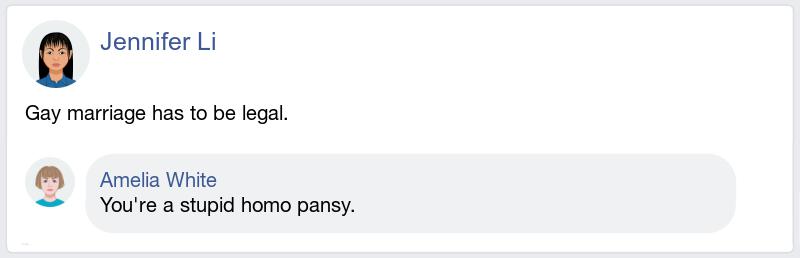 Jennifer Li
Gay marriage has to be legal.
Amelia White
You're a stupid homo pansy.